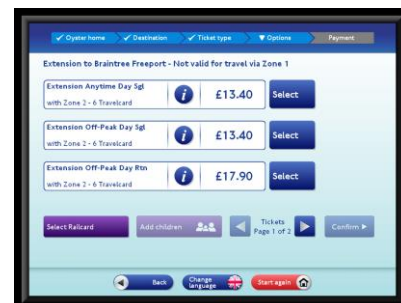 Oyster home
Destination
Ticket type
Options
Payment
Extension to Braintree Freeport - Not valid for travel via Zone 1
Extension Anytime Day Sgl
with Zone 2 - 6 Travelcard
i
£13.40
Select
Extension Off-Peak Day Sgl
with Zone 2 - 6 Travelcard
i
£13.40
Select
Extension Off-Peak Day Rtn
with Zone 2 - 6 Travelcard
i
£17.90
Select
Select Railcard
Add children
Tickets
Page 1 of 2
Confirm
Back
Change
language
Start again